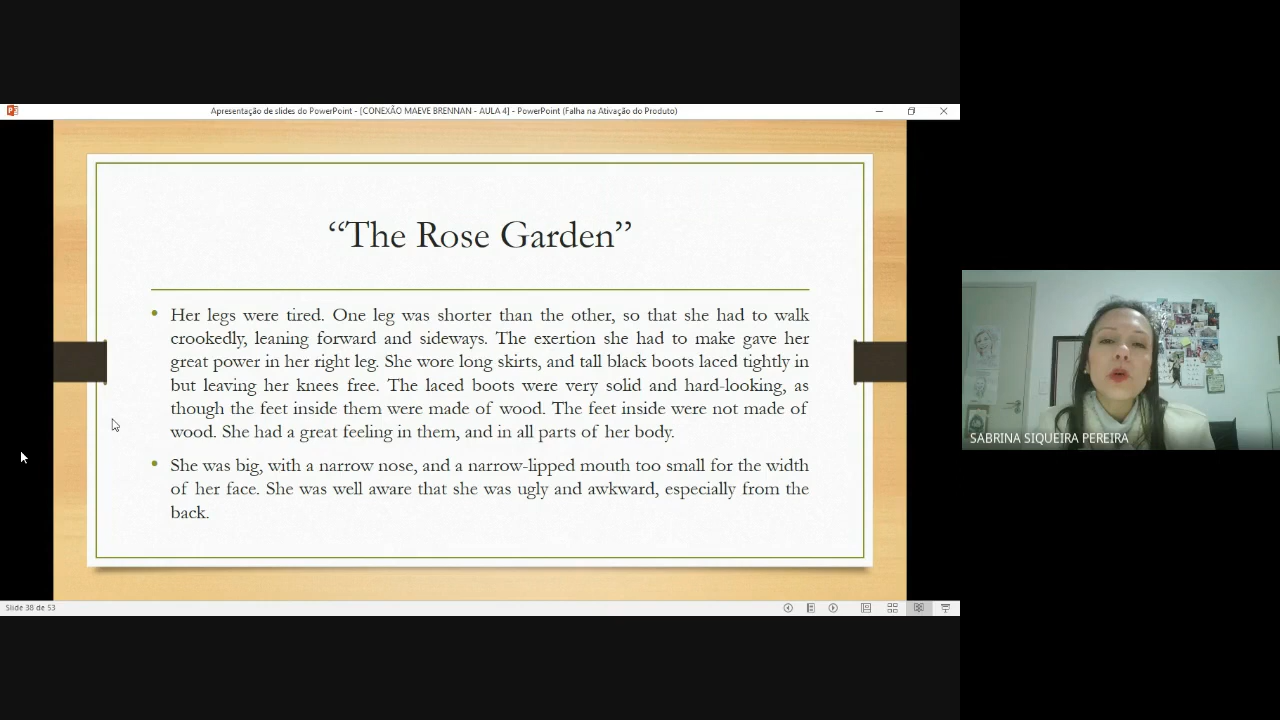 Apresentação de slides do PowerPoint - [CONEXÃO MAEVE BRENNAN - AULA 4] - PowerPoint (Falha na Ativação do Produto)
“The Rose Garden”
• Her legs were tired. One leg was shorter than the other, so that she had to walk
crookedly, leaning forward and sideways. The exertion she had to make gave her
great power in her right leg. She wore long skirts, and tall black boots laced tightly in
but leaving her knees free. The laced boots were very solid and hard-looking, as
though the feet inside them were made of wood. The feet inside were not made of
wood. She had a great feeling in them, and in all parts of her body.
• She was big, with a narrow nose, and a narrow-lipped mouth too small for the width
of her face. She was well aware that she was ugly and awkward, especially from the
back.
SABRINA SIQUEIRA PEREIRA
Slide 38 de 53